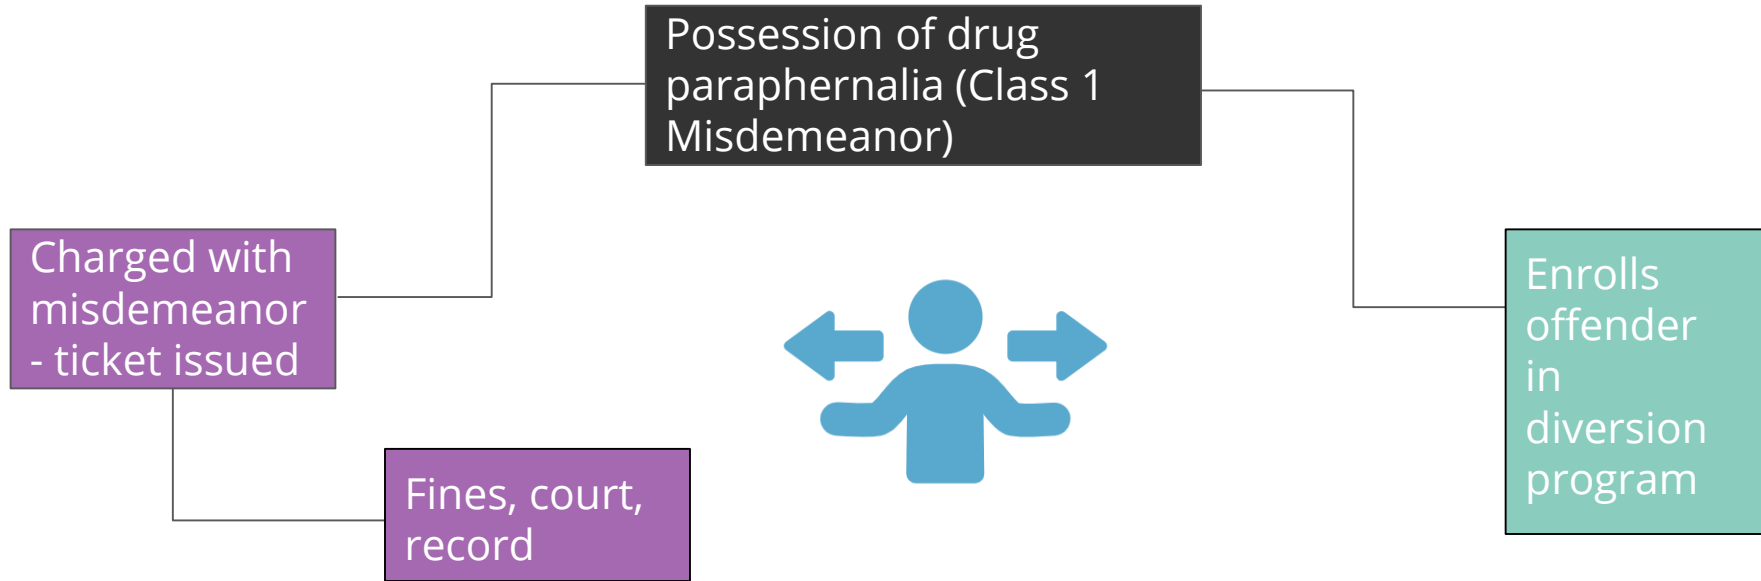 Possession of drug
paraphernalia (Class 1
Misdemeanor)
Charged with
misdemeanor
- ticket issued
Enrolls
offender
in
diversion
program
Fines, court,
record